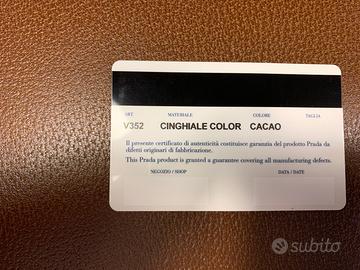 ART MATERIALE COLORE TAGLIA
V352 CINGHIALE COLOR CACAO
Il presente certificato di autenticità costituisce garanzia del prodotto Prada da
difetti originari di fabbricazione.
This Prada product is granted a guarantee covering all manufacturing defects.
NEGOZIO / SHOP DATA / DATE
subito